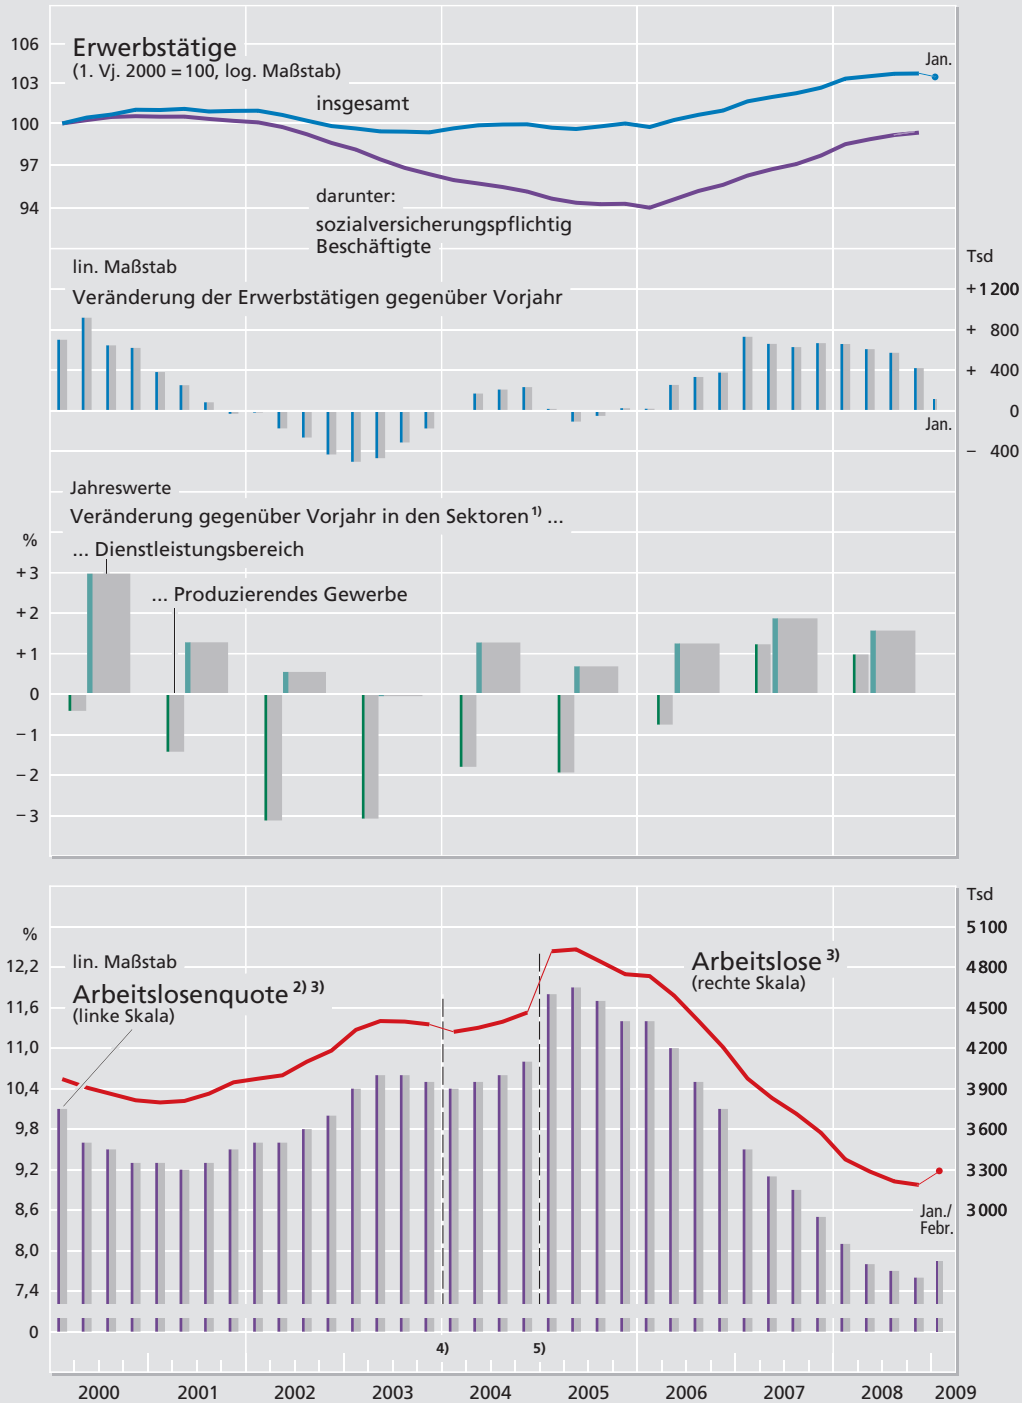 106
103
100
97
94
Erwerbstätige
(1. Vj. 2000 = 100, log. Maßstab)
insgesamt
Jan.
darunter:
sozialversicherungspflichtig
Beschäftigte
lin. Maßstab
Veränderung der Erwerbstätigen gegenüber Vorjahr
Tsd
+ 1 200
+ 800
+ 400
0
Jan.
− 400
Jahreswerte
Veränderung gegenüber Vorjahr in den Sektoren 1) ...
%
... Dienstleistungsbereich
... Produzierendes Gewerbe
+ 3
+ 2
+ 1
0
− 1
− 2
− 3
%
12,2
11,6
11,0
10,4
9,8
9,2
8,6
8,0
7,4
0
lin. Maßstab
Arbeitslosenquote 2) 3)
(linke Skala)
Arbeitslose 3)
(rechte Skala)
Tsd
5 100
4 800
4 500
4 200
3 900
3 600
3 300
3 000
Jan./
Febr.
4) 5)
2000 2001 2002 2003 2004 2005 2006 2007 2008 2009